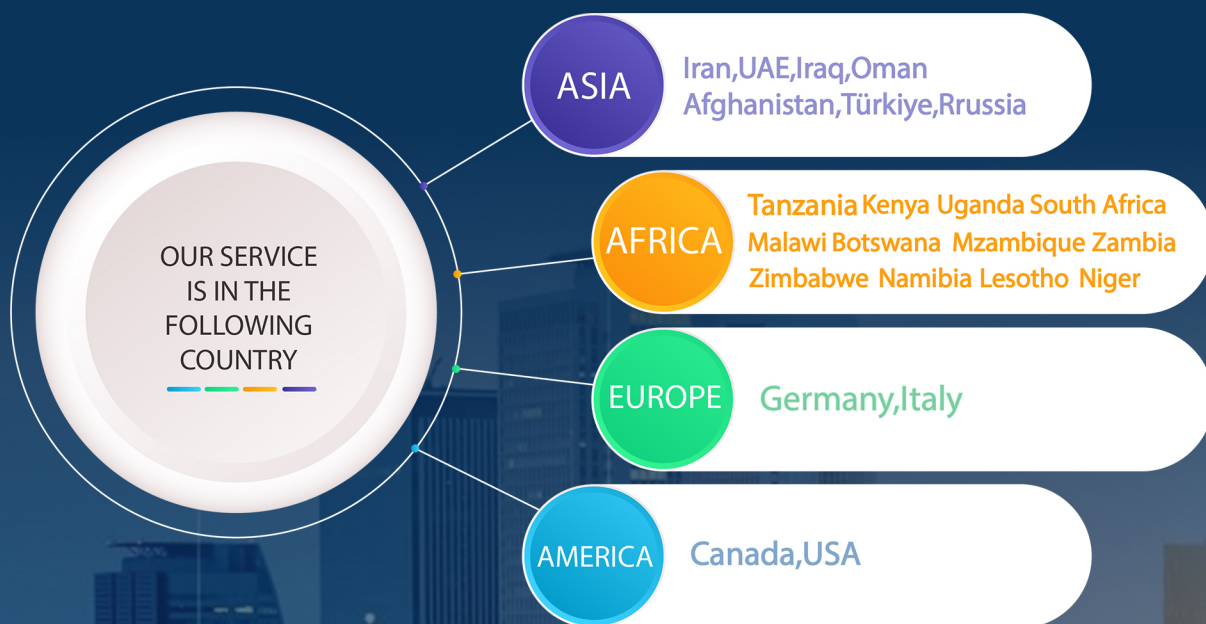 OUR SERVICE
IS IN THE
FOLLOWING
COUNTRY
ASIA
Iran,UAE,Iraq,Oman
Afghanistan,Türkiye,Rrussia
AFRICA
Tanzania Kenya Uganda South Africa
Malawi Botswana Mzambique Zambia
Zimbabwe Namibia Lesotho Niger
EUROPE
Germany,Italy
AMERICA
Canada,USA